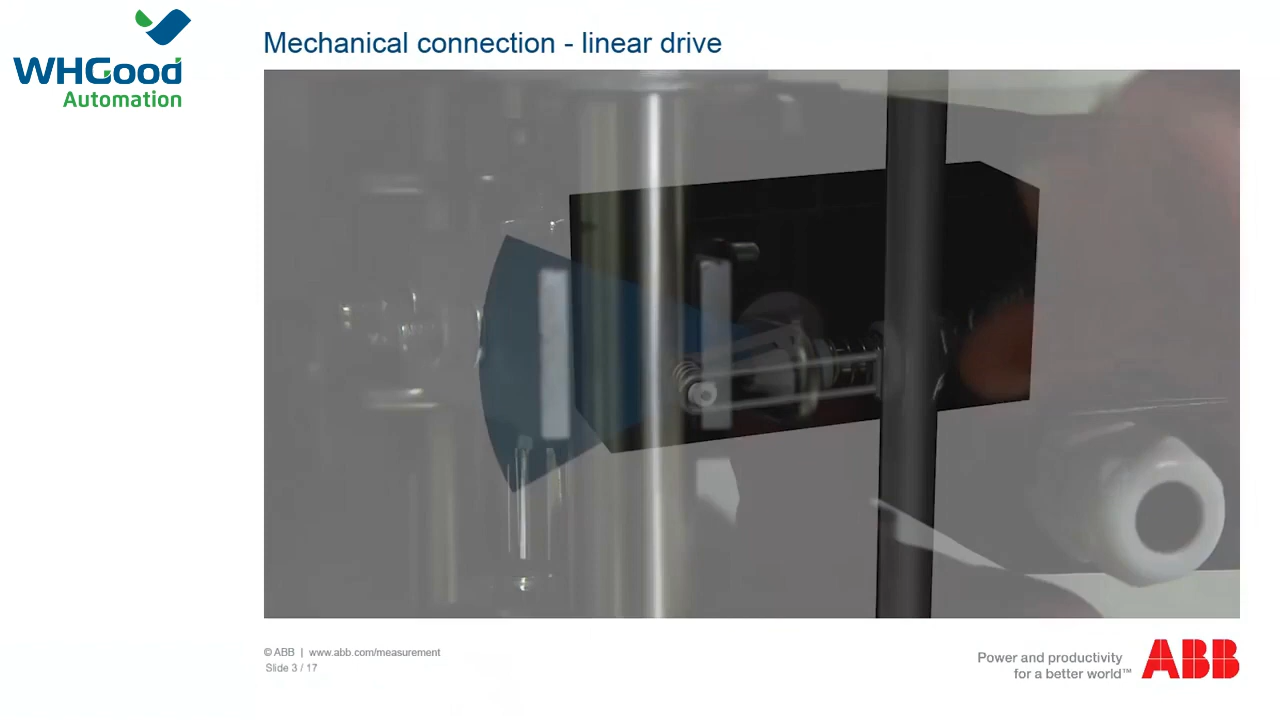 WHGood
Automation
Mechanical connection - linear drive
© ABB | www.abb.com/measurement
Slide 3 / 17
Power and productivity
for a better world™
ABB